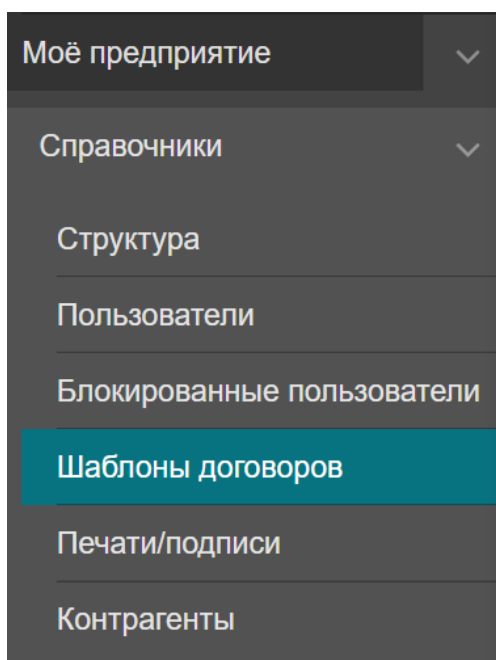 Моё предприятие
Справочники
Структура
Пользователи
Блокированные пользователи
Шаблоны договоров
Печати/подписи
Контрагенты